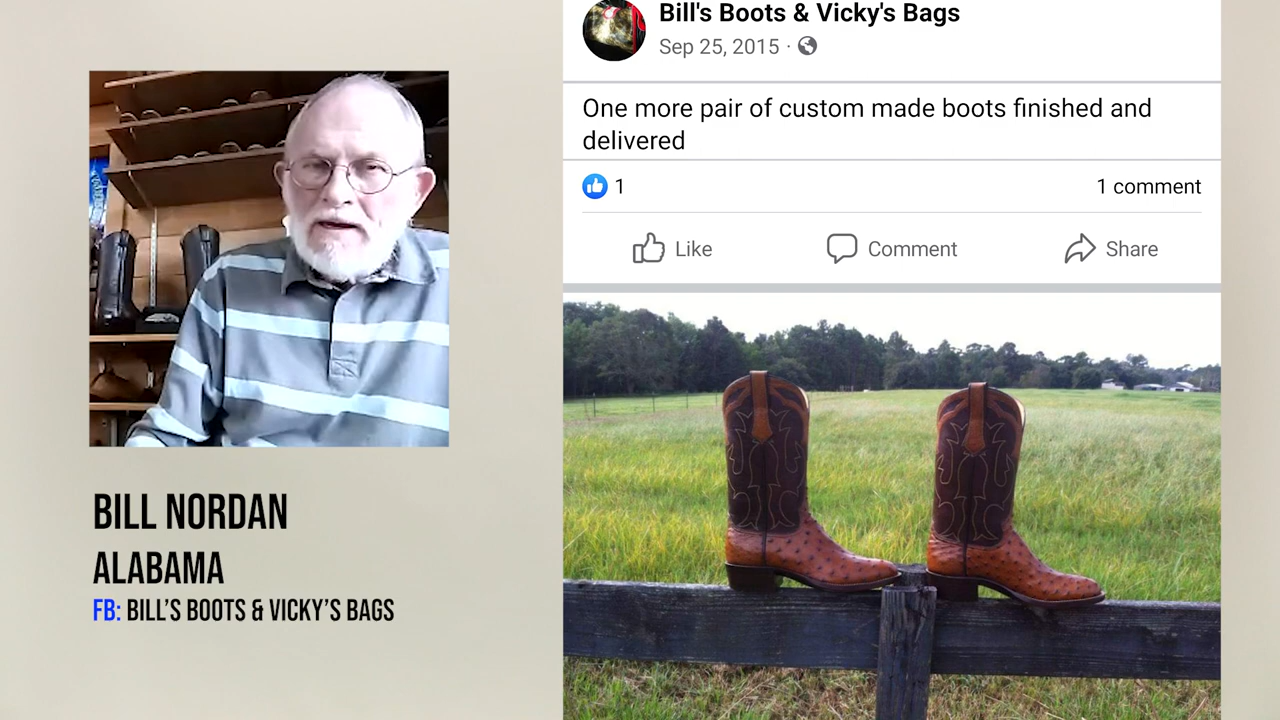 Bill's Boots & Vicky's Bags
Sep 25, 2015 ·
One more pair of custom made boots finished and
delivered
1
1 comment
Like
Comment
Share
BILL NORDAN
ALABAMA
FB: BILL'S BOOTS & VICKY'S BAGS